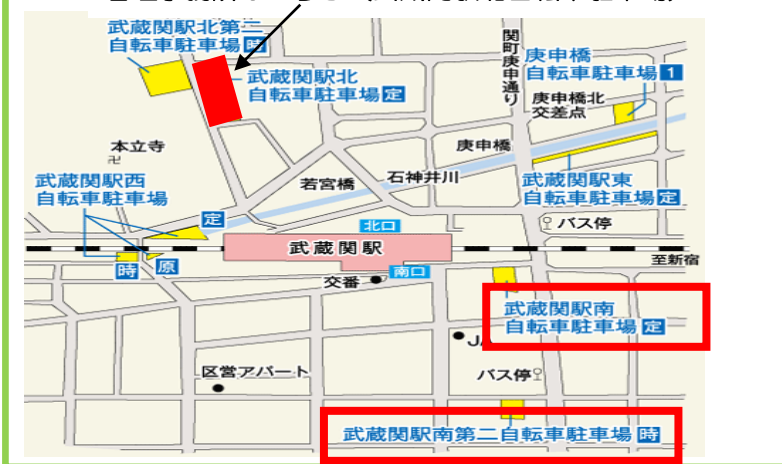 武蔵関駅北第二
自転車駐車場 時
武蔵関駅北
自転車駐車場 定
関町庚申通り
庚申橋
自転車駐車場 1
庚申橋北
交差点
本立寺
卍
庚申橋
武蔵関駅西
自転車駐車場
若宮橋
石神井川
武蔵関駅東
自転車駐車場 定
定
北口
バス停
武蔵関駅
至新宿
時
原
南口
交番
武蔵関駅南
自転車駐車場 定
JA
区営アパート
バス停
武蔵関駅南第二自転車駐車場 時